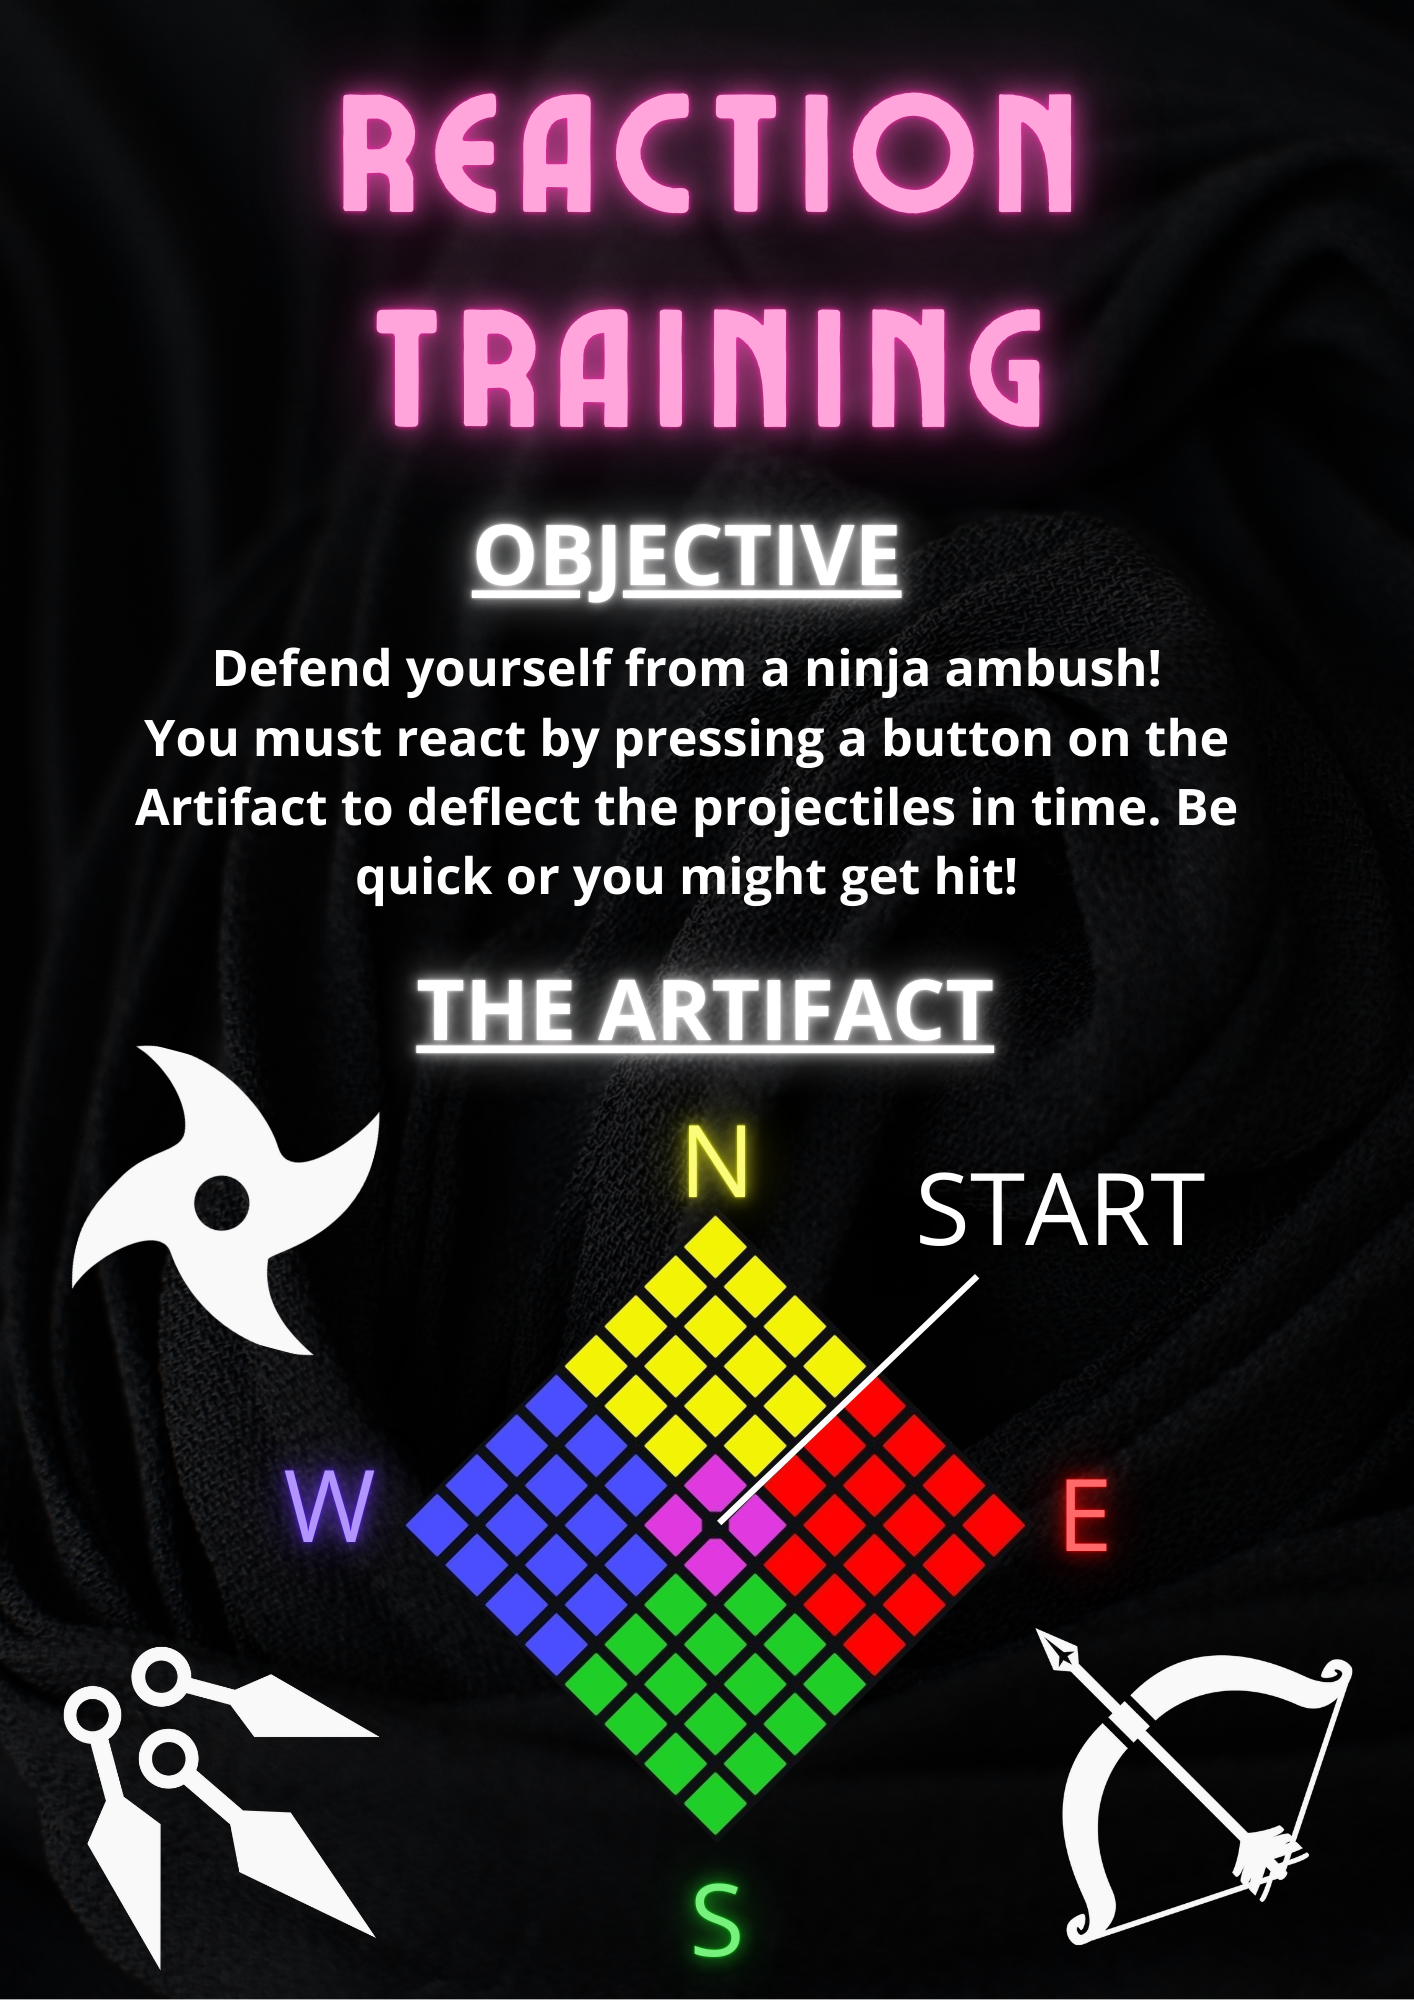 REACTION
TRAINING
OBJECTIVE
Defend yourself from a ninja ambush!
You must react by pressing a button on the
Artifact to deflect the projectiles in time. Be
quick or you might get hit!
THE ARTIFACT
N
START
W
E
S